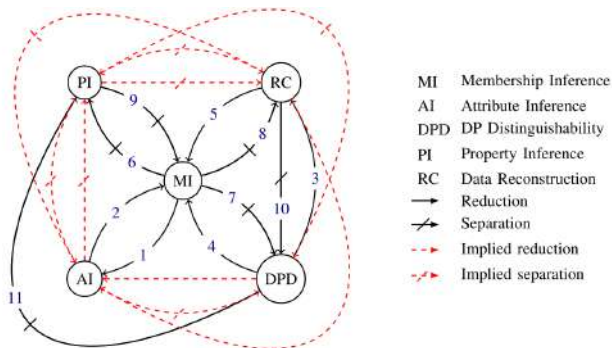 PI
RC
9
5
8
6
MI
3
2
7
10
1
4
AI
DPD
11
MI Membership Inference
AI Attribute Inference
DPD DP Distinguishability
PI Property Inference
RC Data Reconstruction
Reduction
Separation
Implied reduction
Implied separation